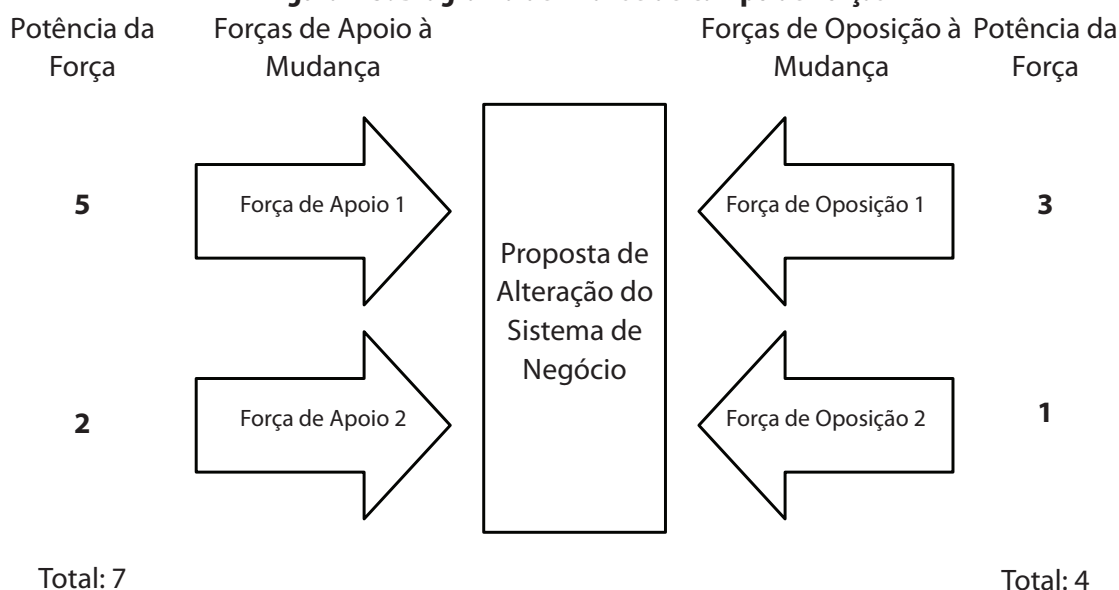 Potência da Força
Forças de Apoio à Mudança
Forças de Oposição à Mudança
Potência da Força
5
Força de Apoio 1
Proposta de
Alteração do
Sistema de
Negócio
Força de Oposição 1
3
2
Força de Apoio 2
Força de Oposição 2
1
Total: 7
Total: 4